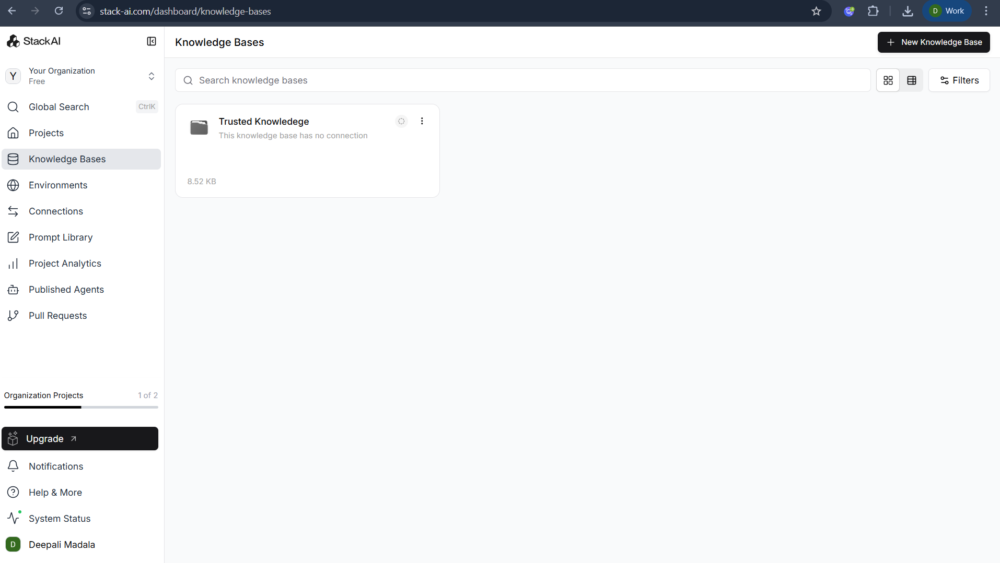 stack-ai.com/dashboard/knowledge-bases
D Work
StackAI
Y
Your Organization
Free
Global Search CtrlK
Projects
Knowledge Bases
Environments
Connections
Prompt Library
Project Analytics
Published Agents
Pull Requests
Organization Projects 1 of 2
Upgrade
Notifications
Help & More
System Status
D Deepali Madala
Knowledge Bases
New Knowledge Base
Search knowledge bases
Filters
Trusted Knowledege
This knowledge base has no connection
8.52 KB